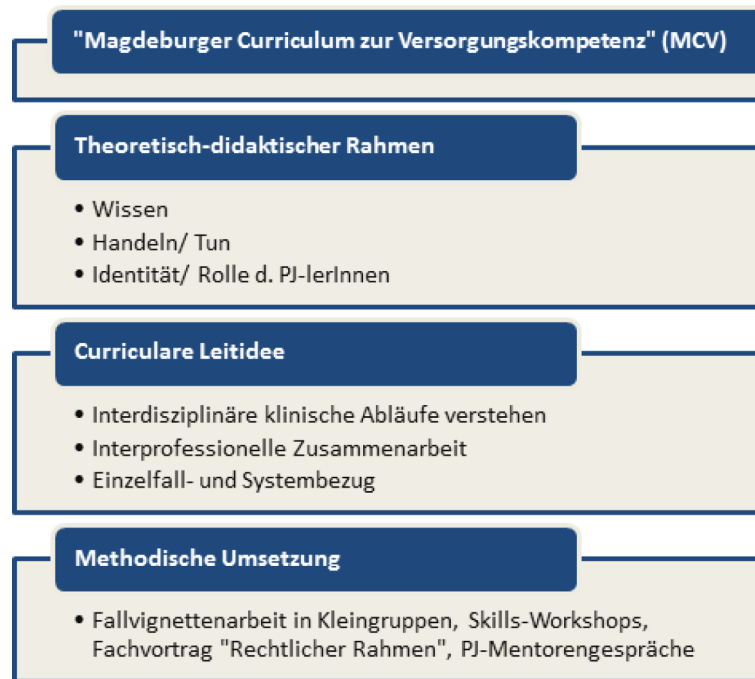 "Magdeburger Curriculum zur Versorgungskompetenz" (MCV)
Theoretisch-didaktischer Rahmen
• Wissen
• Handeln/ Tun
• Identität/ Rolle d. PJ-lerInnen
Curriculare Leitidee
• Interdisziplinäre klinische Abläufe verstehen
• Interprofessionelle Zusammenarbeit
• Einzelfall- und Systembezug
Methodische Umsetzung
• Fallvignettenarbeit in Kleingruppen, Skills-Workshops,
Fachvortrag "Rechtlicher Rahmen", PJ-Mentorengespräche